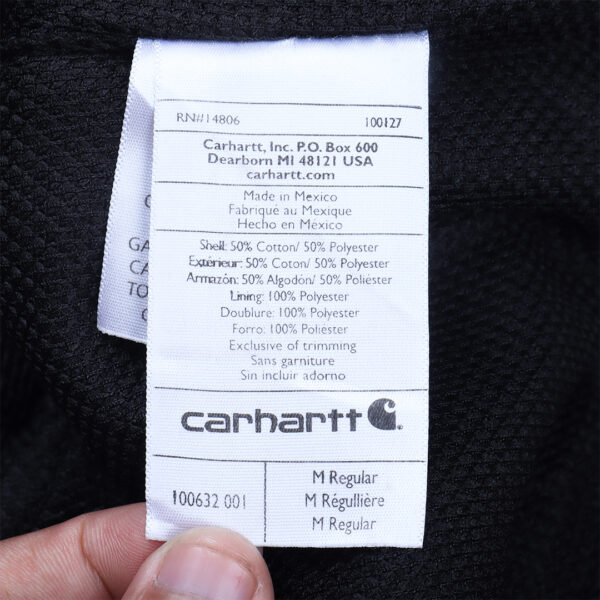 RN#14806 100127
Carhartt, Inc. P.O. Box 600
Dearborn MI 48121 USA
carhartt.com
Made in Mexico
Fabriqué au Mexique
Hecho en México
Shell: 50% Cotton/ 50% Polyester
Extérieur: 50% Coton/ 50% Polyester
Armazón: 50% Algodón/ 50% Poliéster
Lining: 100% Polyester
Doublure: 100% Polyester
Forro: 100% Poliéster
Exclusive of trimming
Sans garniture
Sin incluir adorno
carhartt
100632 001
M Regular
M Régullière
M Regular
GA
CA
TO